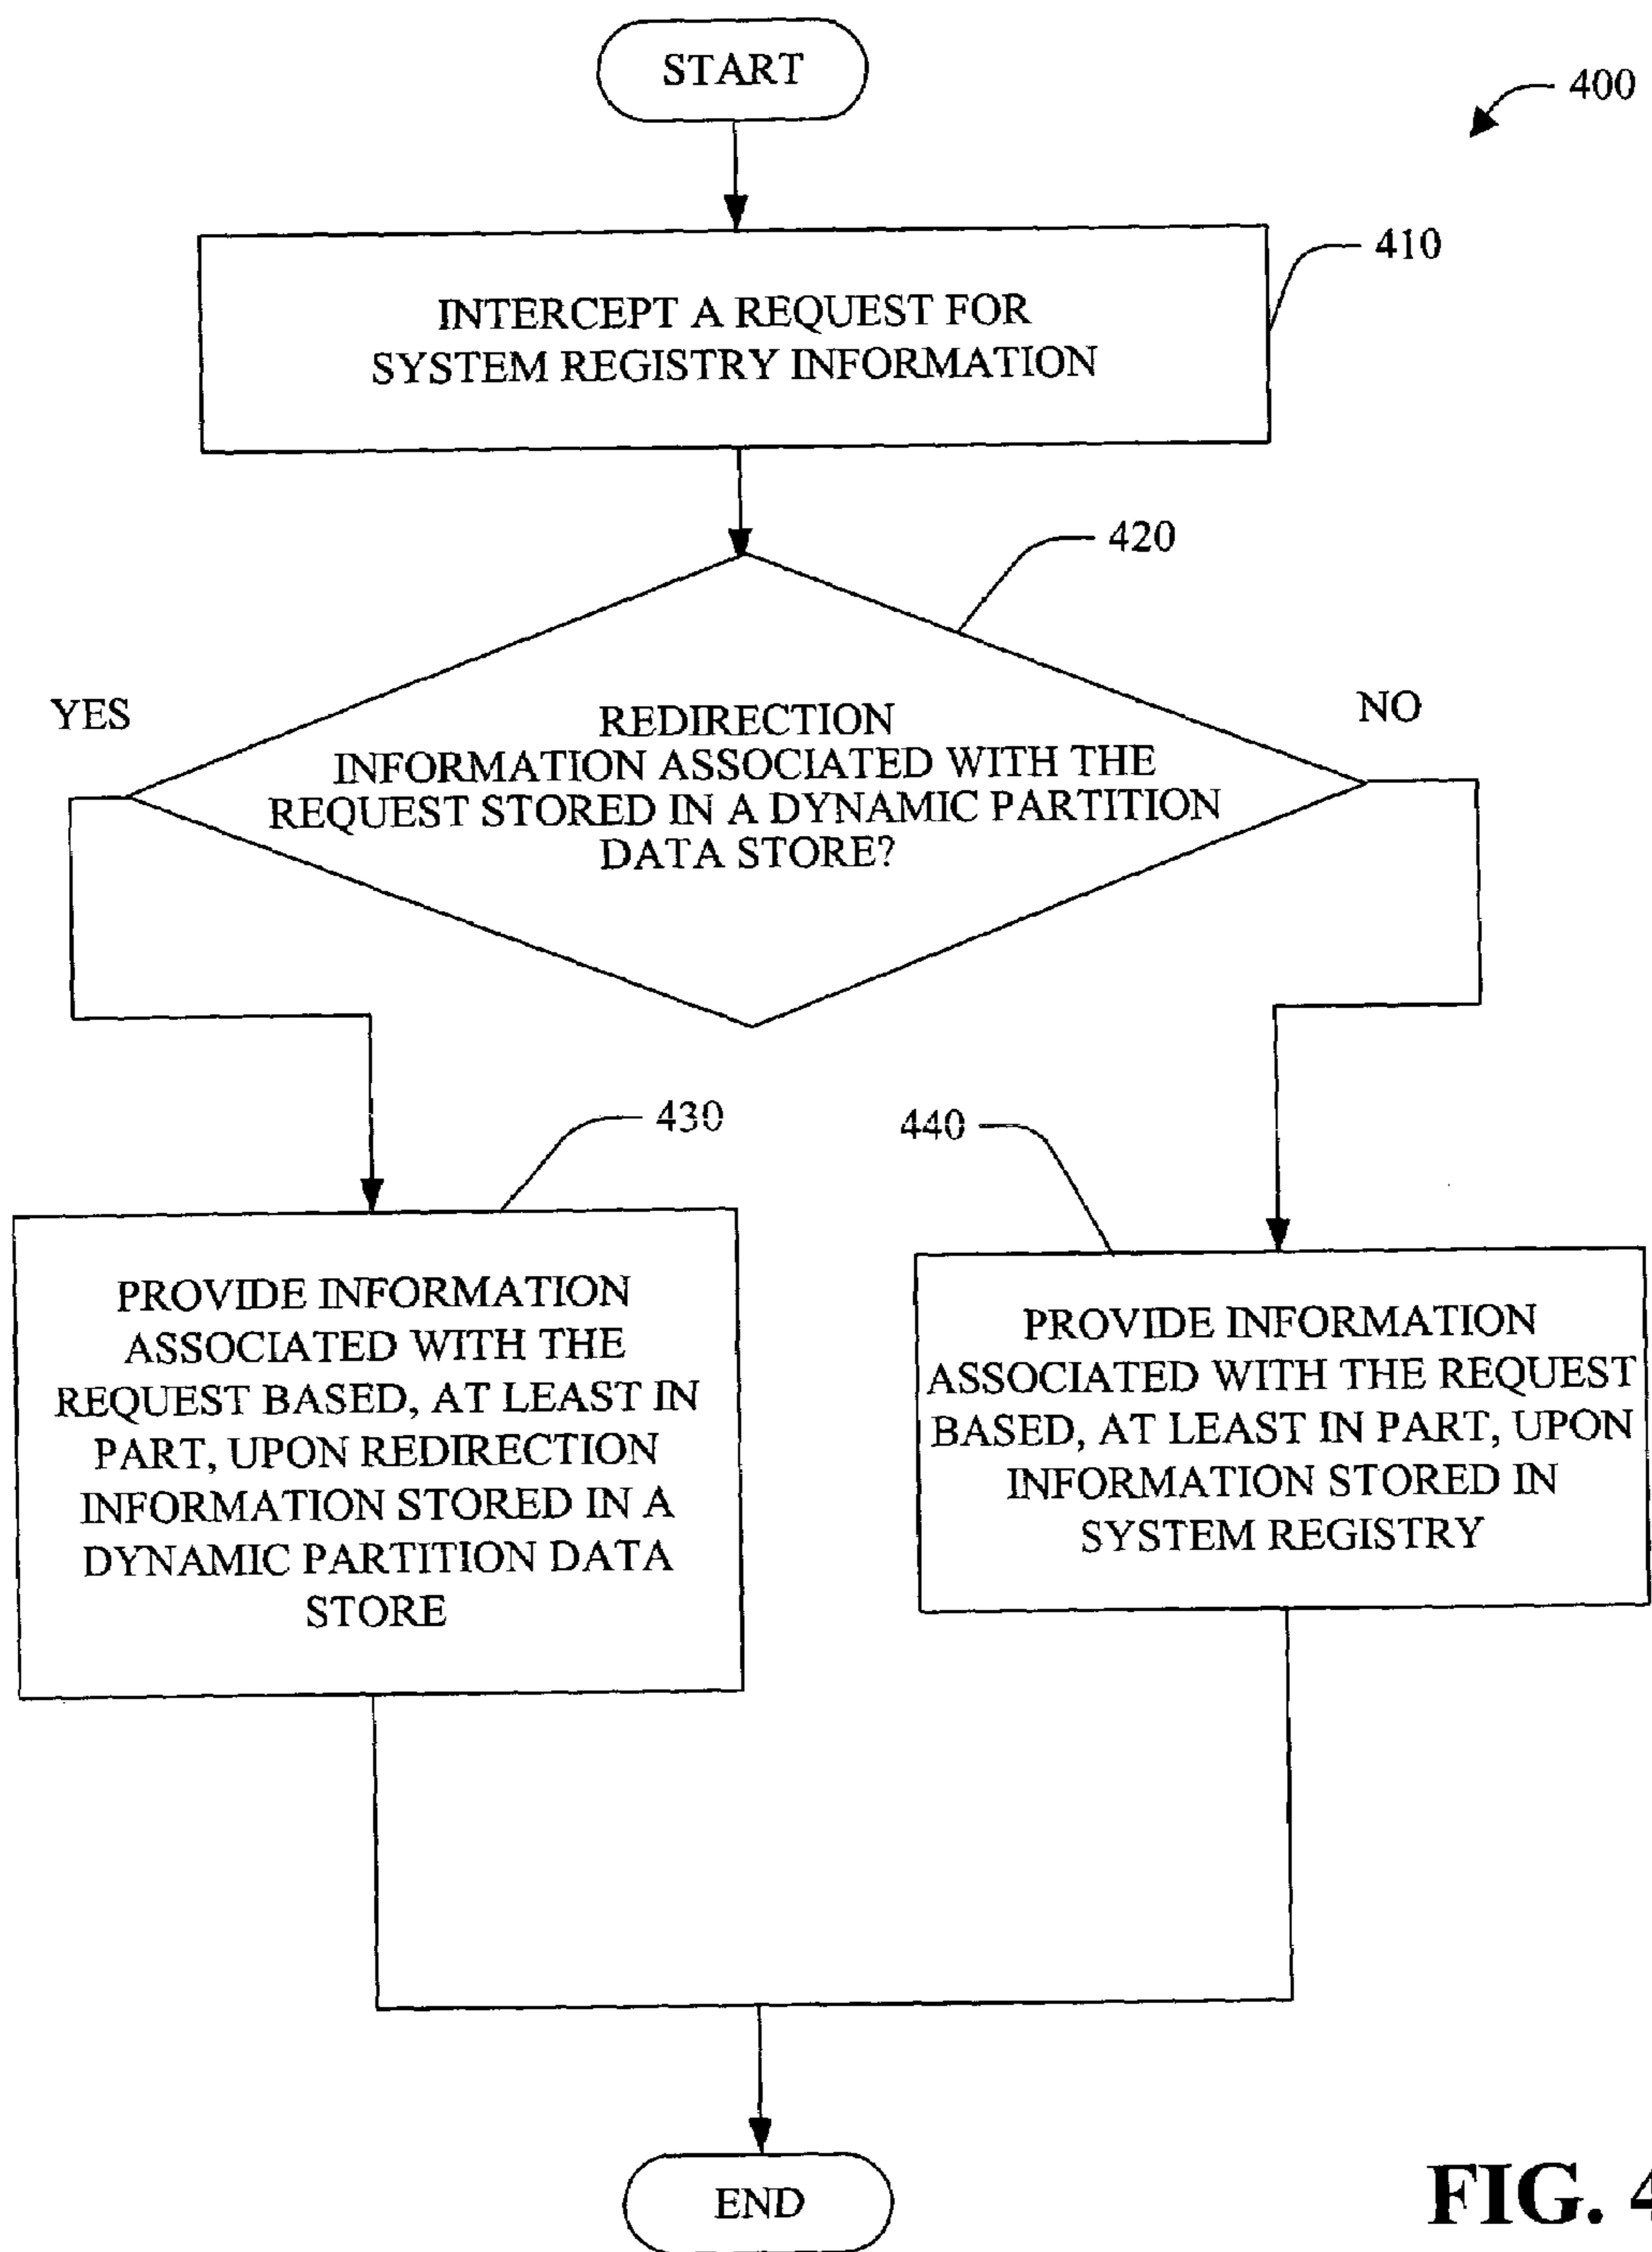 START
400
410
INTERCEPT A REQUEST FOR
SYSTEM REGISTRY INFORMATION
420
YES
NO
REDIRECTION
INFORMATION ASSOCIATED WITH THE
REQUEST STORED IN A DYNAMIC PARTITION
DATA STORE?
430
440
PROVIDE INFORMATION
ASSOCIATED WITH THE
REQUEST BASED, AT LEAST IN
PART, UPON REDIRECTION
INFORMATION STORED IN A
DYNAMIC PARTITION DATA
STORE
PROVIDE INFORMATION
ASSOCIATED WITH THE REQUEST
BASED, AT LEAST IN PART, UPON
INFORMATION STORED IN
SYSTEM REGISTRY
END
FIG. 4